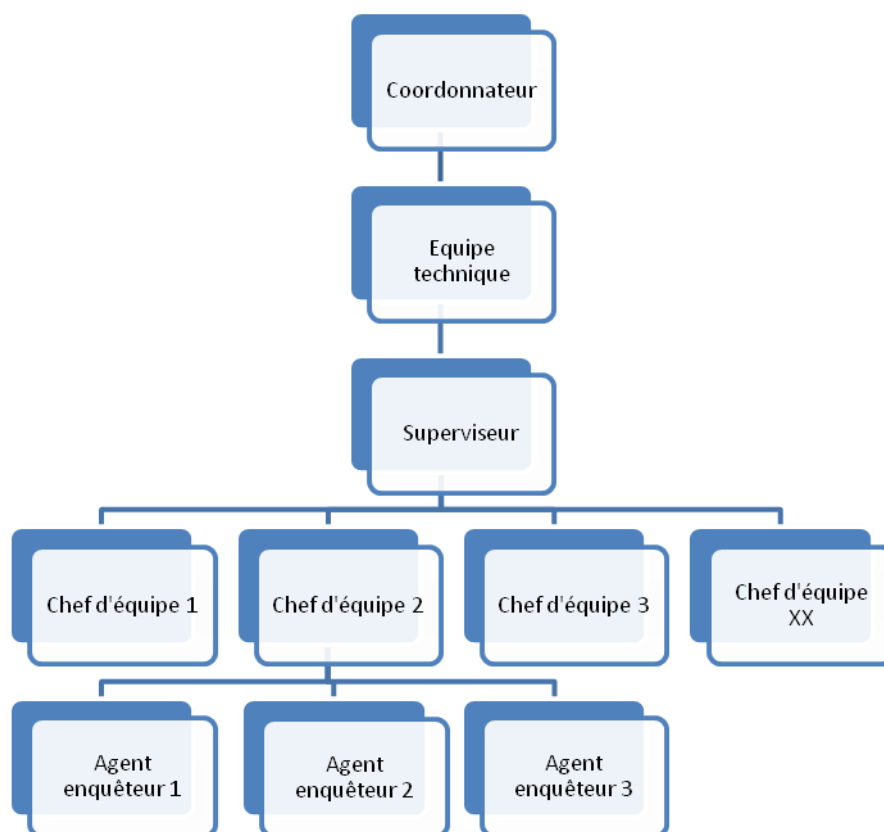 Coordonnateur
Equipe
technique
Superviseur
Chef d'équipe 1
Chef d'équipe 2
Chef d'équipe 3
Chef d'équipe
XX
Agent
enquêteur 1
Agent
enquêteur 2
Agent
enquêteur 3